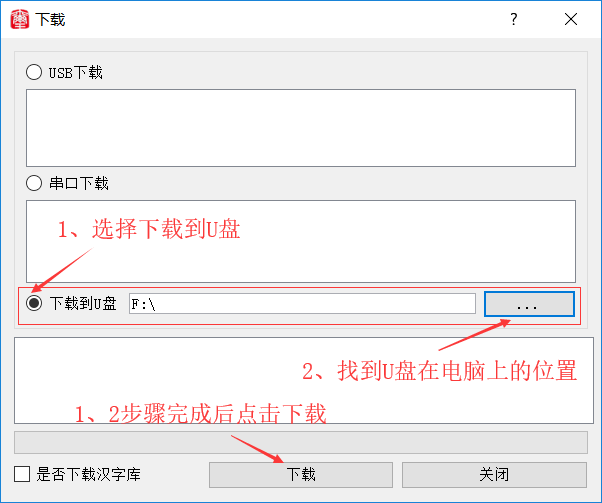 下载
USB下载
串口下载
1、选择下载到U盘
下载到U盘 F:\ ...
2、找到U盘在电脑上的位置
1、2步骤完成后点击下载
是否下载汉字库 下载 关闭